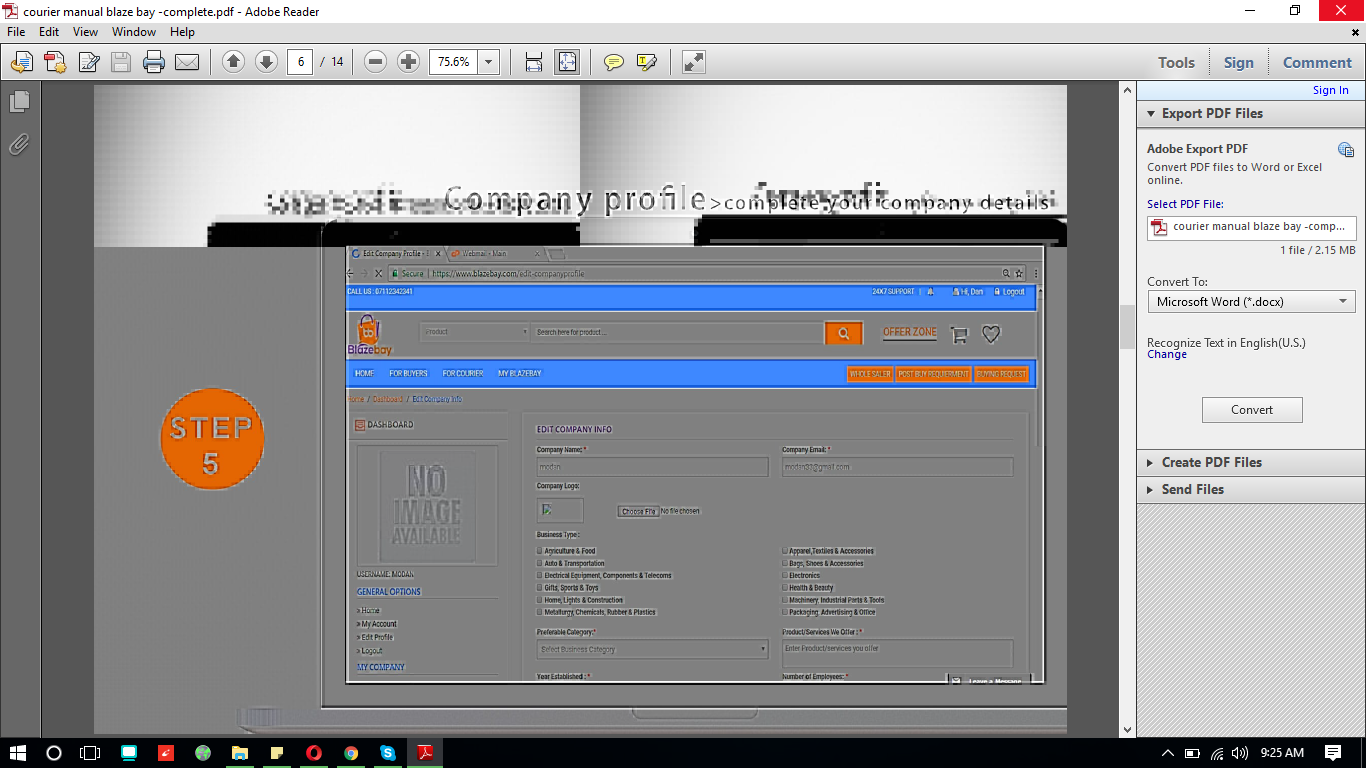 courier manual blaze bay -complete.pdf - Adobe Reader
File Edit View Window Help
6 / 14 75.6%
Tools Sign Comment
Sign In
Export PDF Files
Adobe Export PDF
Convert PDF files to Word or Excel
online.
Select PDF File:
courier manual blaze bay -comp...
1 file / 2.15 MB
Convert To:
Microsoft Word (*.docx)
Recognize Text in English(U.S.)
Change
Convert
Create PDF Files
Send Files
Company profile >complete your company details
STEP
5
Edit Company Profile - Webmail - Main
Secure https://www.blazebay.com/edit-companyprofile
CALL US : 07112342341 24X7 SUPPORT Hi, Dan Logout
Blazebay
Product Search here for product... OFFER ZONE
HOME FOR BUYERS FOR COURIER MY BLAZEBAY WHOLE SALER POST BUY REQUIERMENT BUYING REQUEST
Home / Dashboard / Edit Company Info
DASHBOARD
NO
IMAGE
AVAILABLE
USERNAME: MODAN
GENERAL OPTIONS
» Home
» My Account
» Edit Profile
» Logout
MY COMPANY
EDIT COMPANY INFO
Company Name: * Company Email: *
modan
Company Logo:
Choose File No file chosen
Business Type :
Agriculture & Food Apparel,Textiles & Accessories
Auto & Transportation Bags, Shoes & Accessories
Electrical Equipment, Components & Telecoms Electronics
Gifts, Sports & Toys Health & Beauty
Home, Lights & Construction Machinery, Industrial Parts & Tools
Metallurgy, Chemicals, Rubber & Plastics Packaging, Advertising & Office
Preferable Category:* Product/Services We Offer : *
Select Business Category Enter Product/services you offer
Year Established : * Number of Employees: *
Leave a Message
9:25 AM